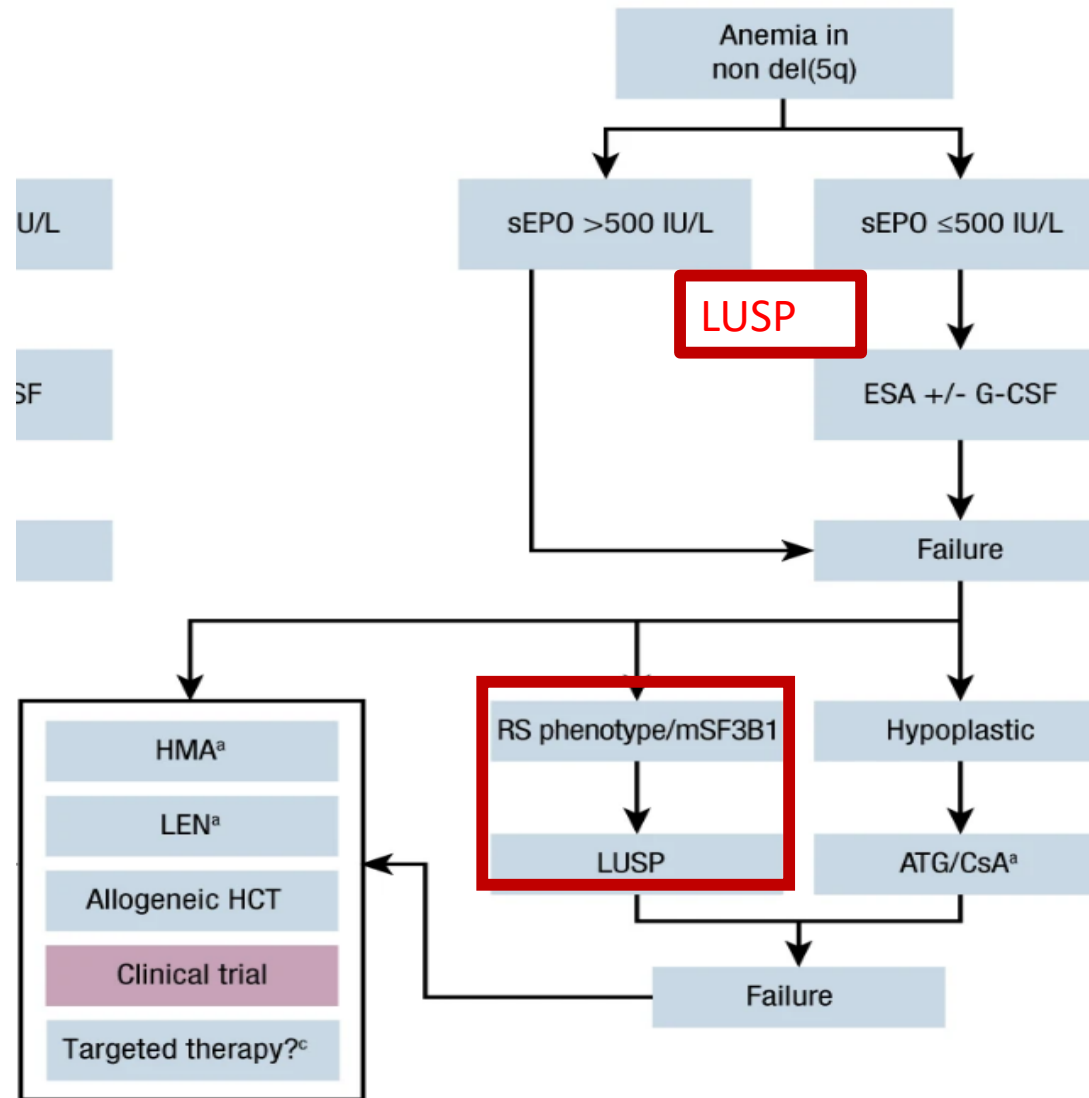 Anemia in
non del(5q)
U/L
sEPO >500 IU/L
sEPO ≤500 IU/L
LUSP
SF
ESA +/- G-CSF
Failure
HMAᵃ
LENᵃ
Allogeneic HCT
Clinical trial
Targeted therapy?ᶜ
RS phenotype/mSF3B1
LUSP
Hypoplastic
ATG/CsAᵃ
Failure